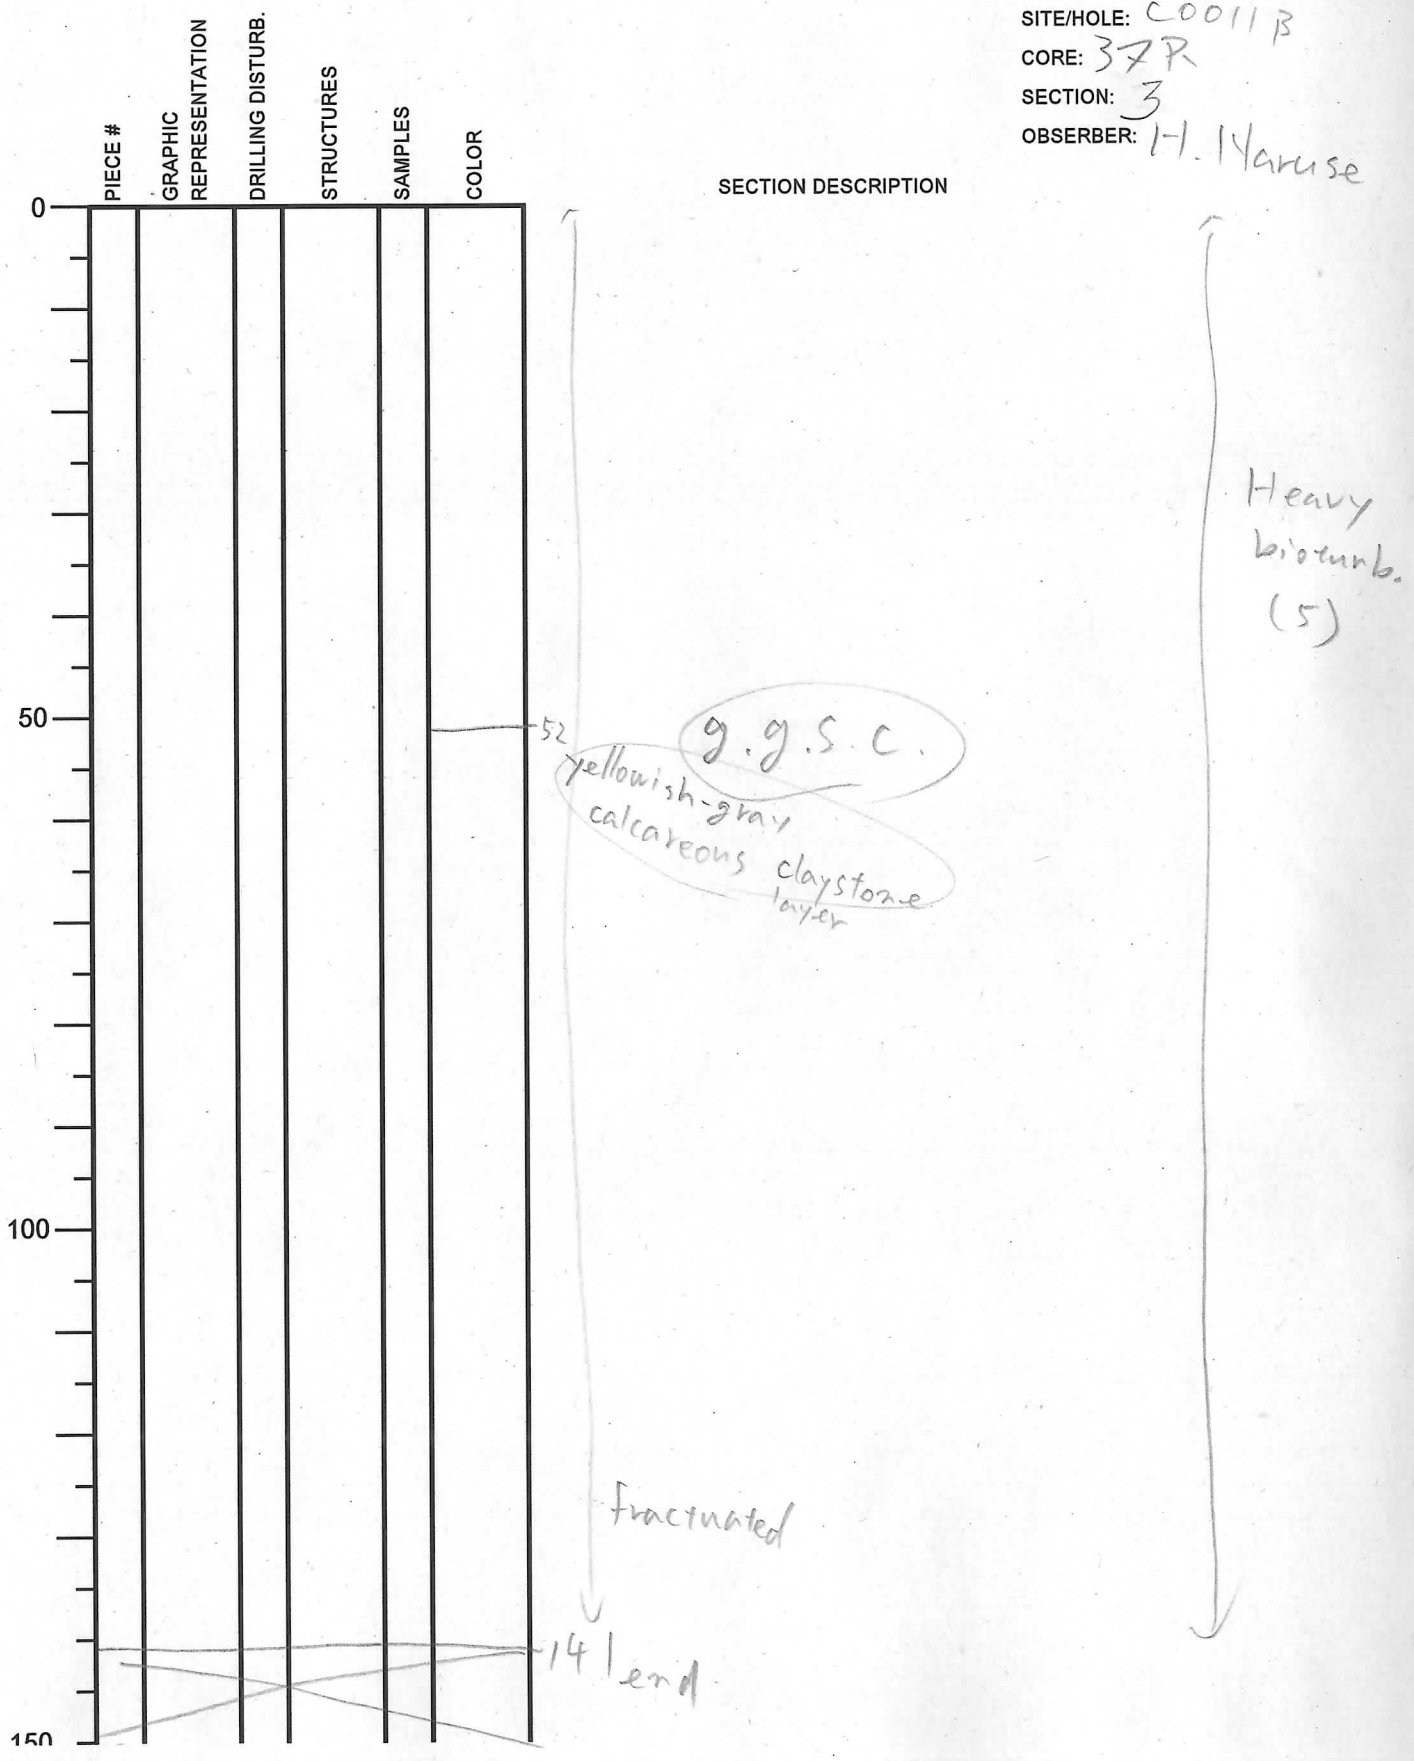 SITE/HOLE: C0011B
CORE: 37R
SECTION: 3
OBSERBER: H. Naruse
PIECE #
GRAPHIC
REPRESENTATION
DRILLING DISTURB.
STRUCTURES
SAMPLES
COLOR
SECTION DESCRIPTION
0
Heavy
bioturb.
(5)
50
52
g.g.s.c.
yellowish-gray
calcareous claystone
layer
100
fractuated
141 end
150